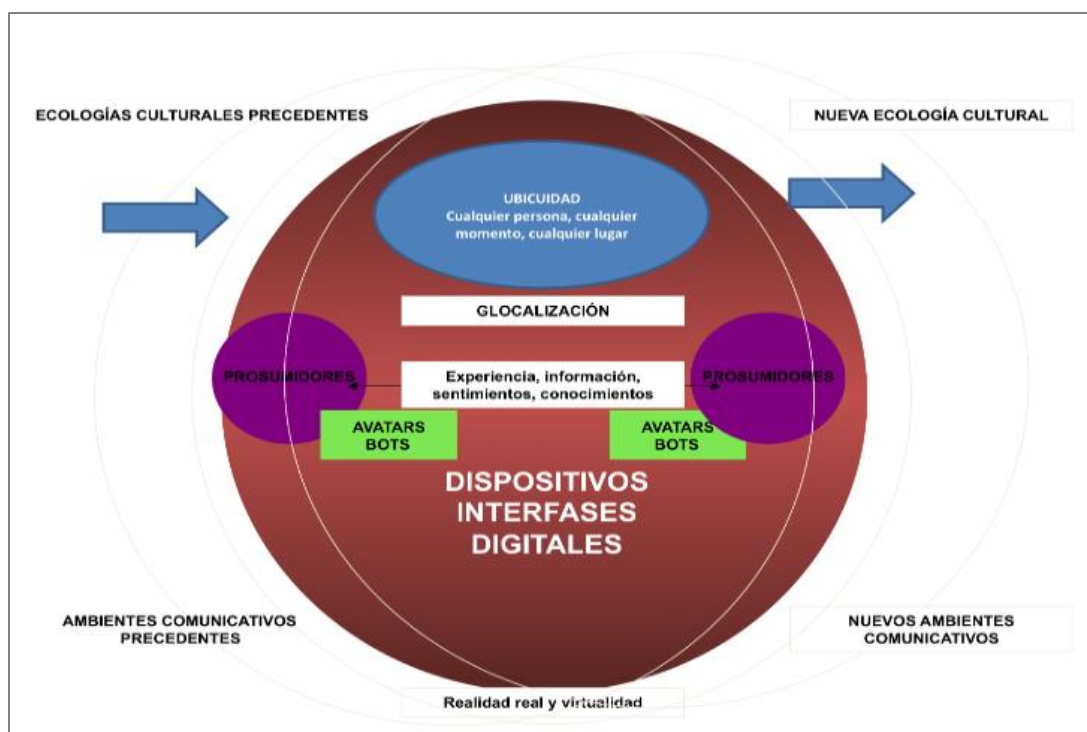 ECOLOGÍAS CULTURALES PRECEDENTES
NUEVA ECOLOGÍA CULTURAL
UBICUIDAD
Cualquier persona, cualquier
momento, cualquier lugar
GLOCALIZACIÓN
PROSUMIDORES
Experiencia, información,
sentimientos, conocimientos
PROSUMIDORES
AVATARS
BOTS
AVATARS
BOTS
DISPOSITIVOS
INTERFASES
DIGITALES
AMBIENTES COMUNICATIVOS
PRECEDENTES
NUEVOS AMBIENTES
COMUNICATIVOS
Realidad real y virtualidad